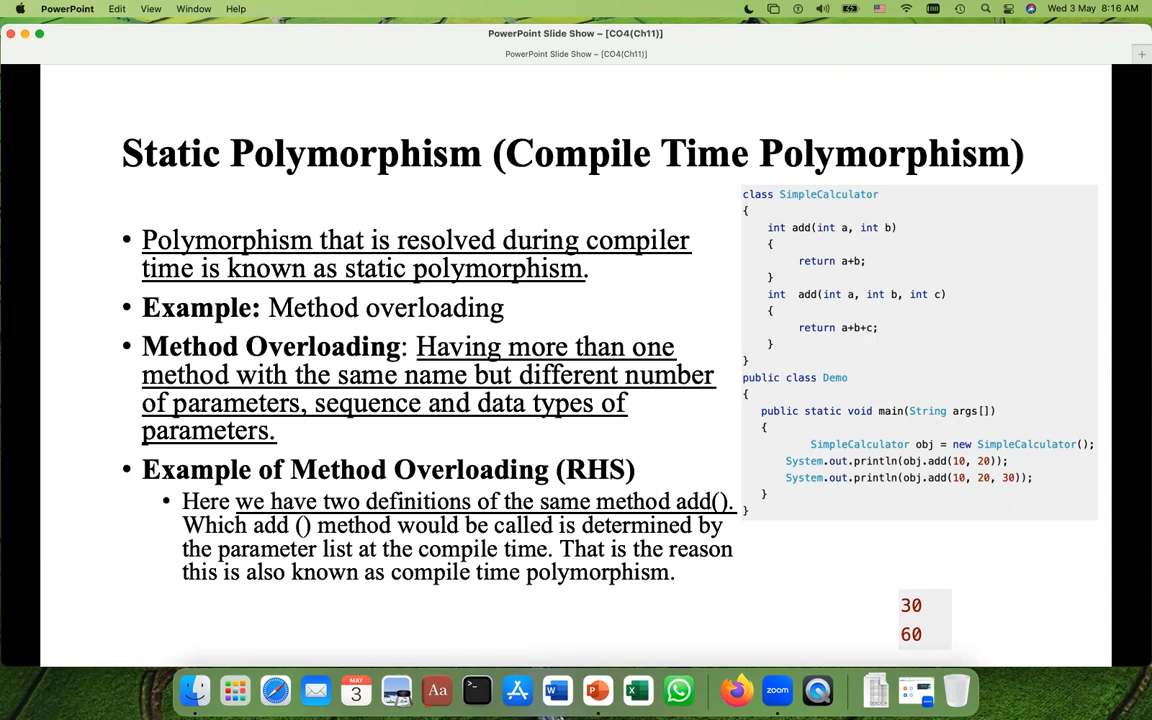 PowerPoint Edit View Window Help Wed 3 May 8:16 AM
PowerPoint Slide Show – [CO4(Ch11)]
PowerPoint Slide Show – [CO4(Ch11)]
Static Polymorphism (Compile Time Polymorphism)
• Polymorphism that is resolved during compiler
time is known as static polymorphism.
• Example: Method overloading
• Method Overloading: Having more than one
method with the same name but different number
of parameters, sequence and data types of
parameters.
• Example of Method Overloading (RHS)
• Here we have two definitions of the same method add().
Which add () method would be called is determined by
the parameter list at the compile time. That is the reason
this is also known as compile time polymorphism.
class SimpleCalculator
{
int add(int a, int b)
{
return a+b;
}
int add(int a, int b, int c)
{
return a+b+c;
}
}
public class Demo
{
public static void main(String args[])
{
SimpleCalculator obj = new SimpleCalculator();
System.out.println(obj.add(10, 20));
System.out.println(obj.add(10, 20, 30));
}
}
30
60
MAY
3
Aa
W
P
X
zoom